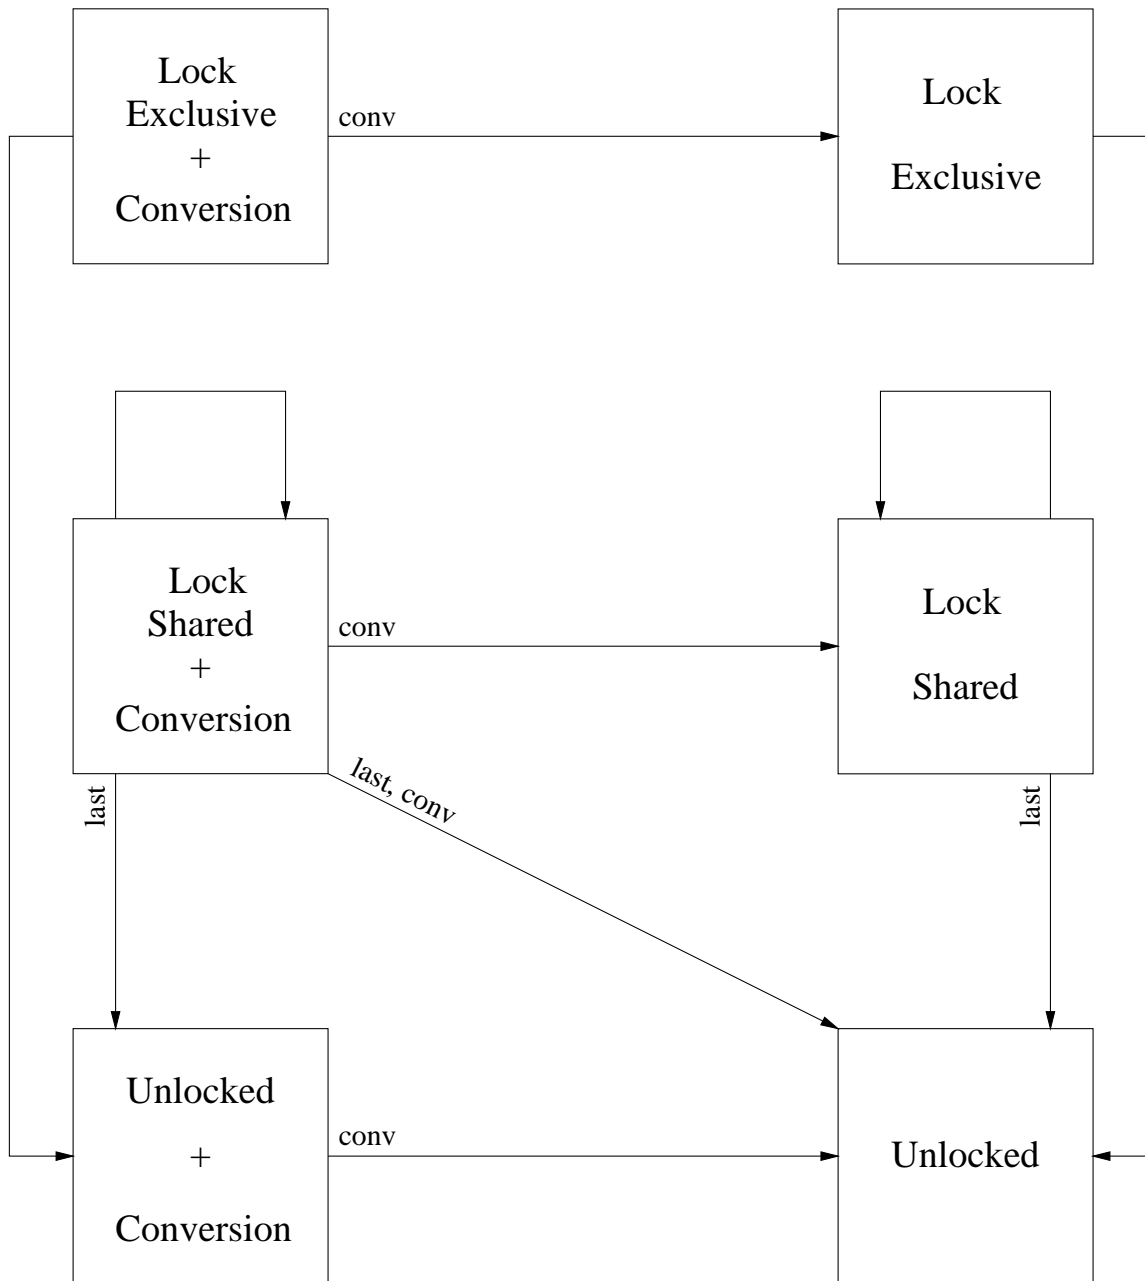 Lock
Exclusive
+
Conversion
conv
Lock
Exclusive
Lock
Shared
+
Conversion
conv
Lock
Shared
last
last, conv
last
Unlocked
+
Conversion
conv
Unlocked